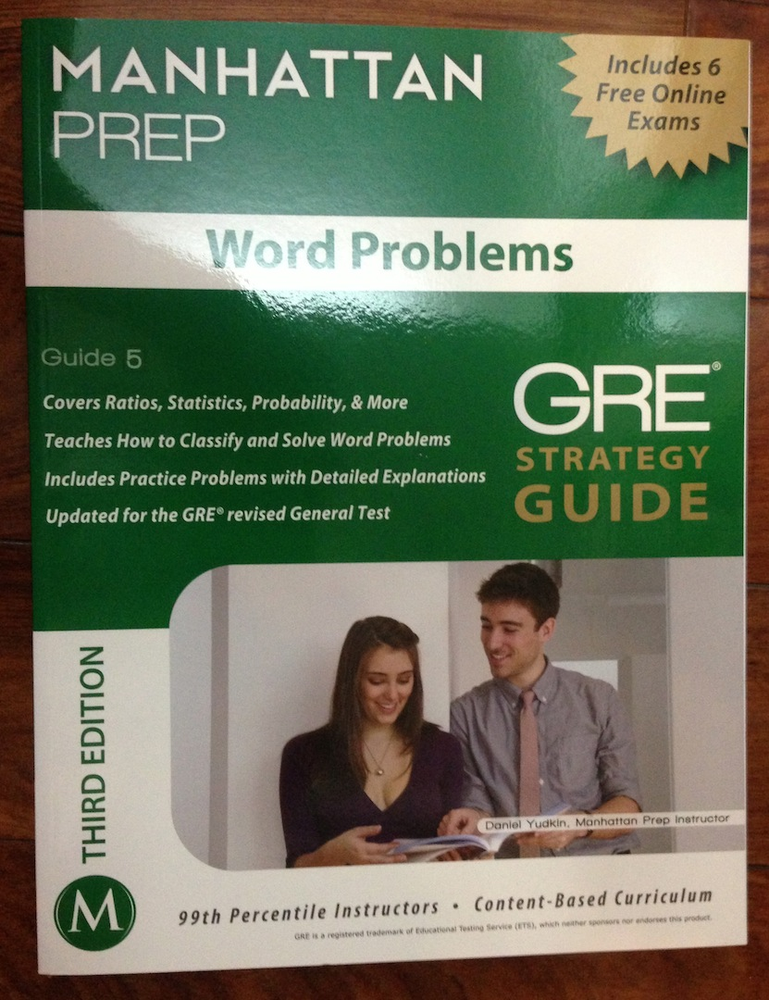 MANHATTAN
PREP
Includes 6
Free Online
Exams
Word Problems
Guide 5
Covers Ratios, Statistics, Probability, & More
Teaches How to Classify and Solve Word Problems
Includes Practice Problems with Detailed Explanations
Updated for the GRE® revised General Test
GRE®
STRATEGY
GUIDE
THIRD EDITION
Daniel Yudkin, Manhattan Prep Instructor
M
99th Percentile Instructors • Content-Based Curriculum
GRE is a registered trademark of Educational Testing Service (ETS), which neither sponsors nor endorses this product.